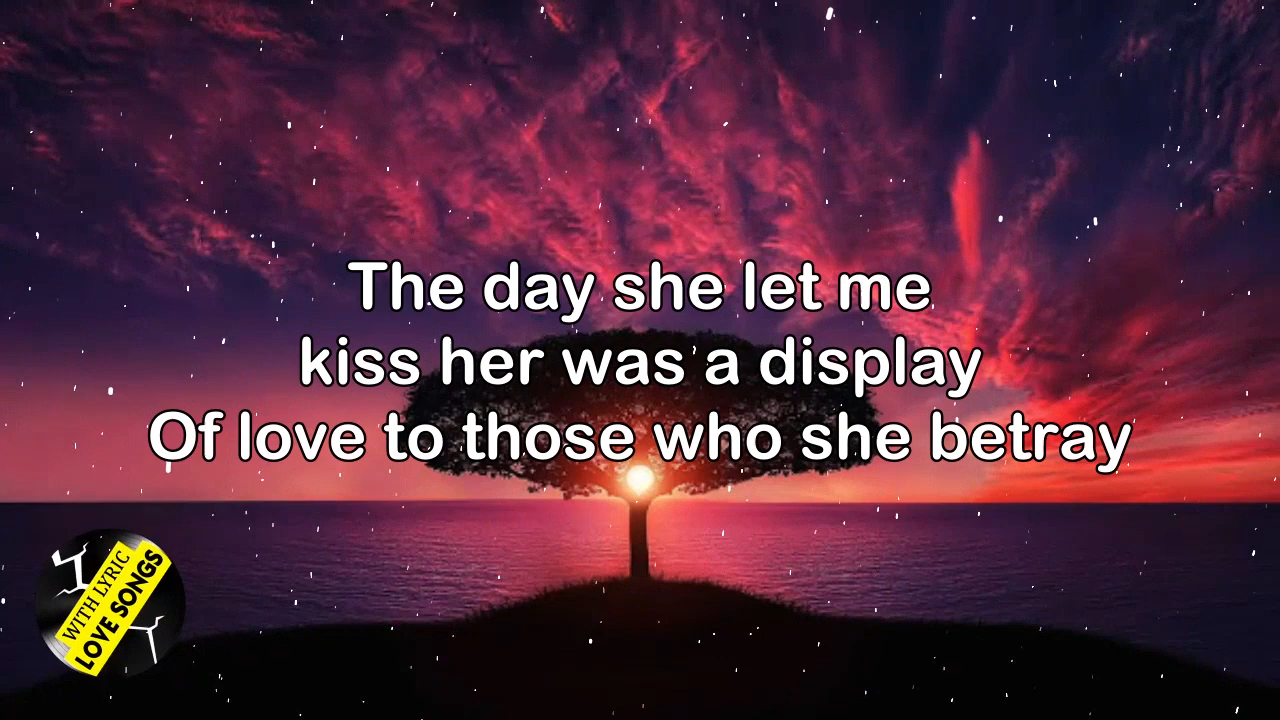 The day she let me
kiss her was a display
Of love to those who she betray
WITH LYRIC
LOVE SONGS